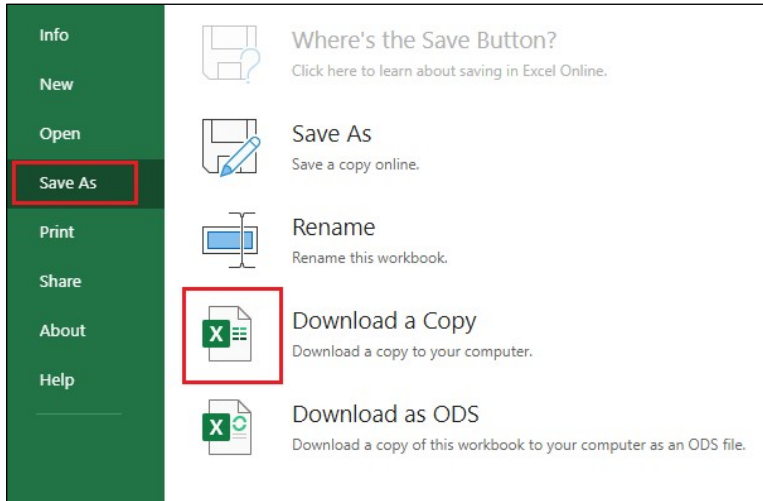 Info
New
Open
Save As
Print
Share
About
Help
Where's the Save Button?
Click here to learn about saving in Excel Online.
Save As
Save a copy online.
Rename
Rename this workbook.
X
Download a Copy
Download a copy to your computer.
X
Download as ODS
Download a copy of this workbook to your computer as an ODS file.